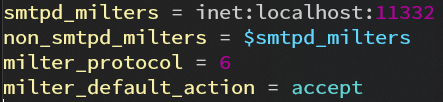 smtpd_milters = inet:localhost:11332
non_smtpd_milters = $smtpd_milters
milter_protocol = 6
milter_default_action = accept